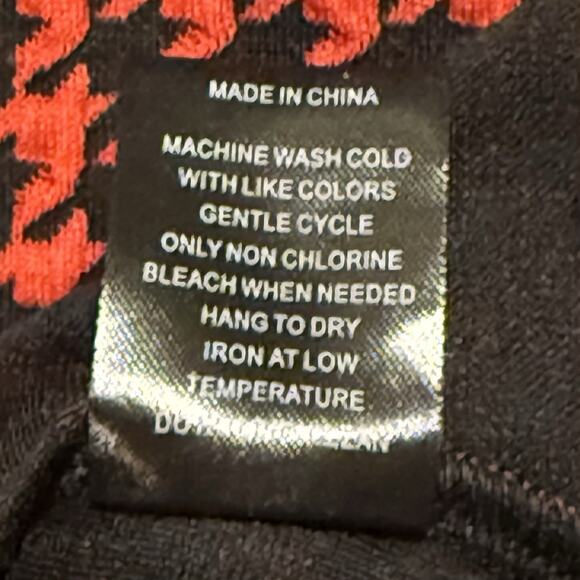 MADE IN CHINA
MACHINE WASH COLD
WITH LIKE COLORS
GENTLE CYCLE
ONLY NON CHLORINE
BLEACH WHEN NEEDED
HANG TO DRY
IRON AT LOW
TEMPERATURE
DO